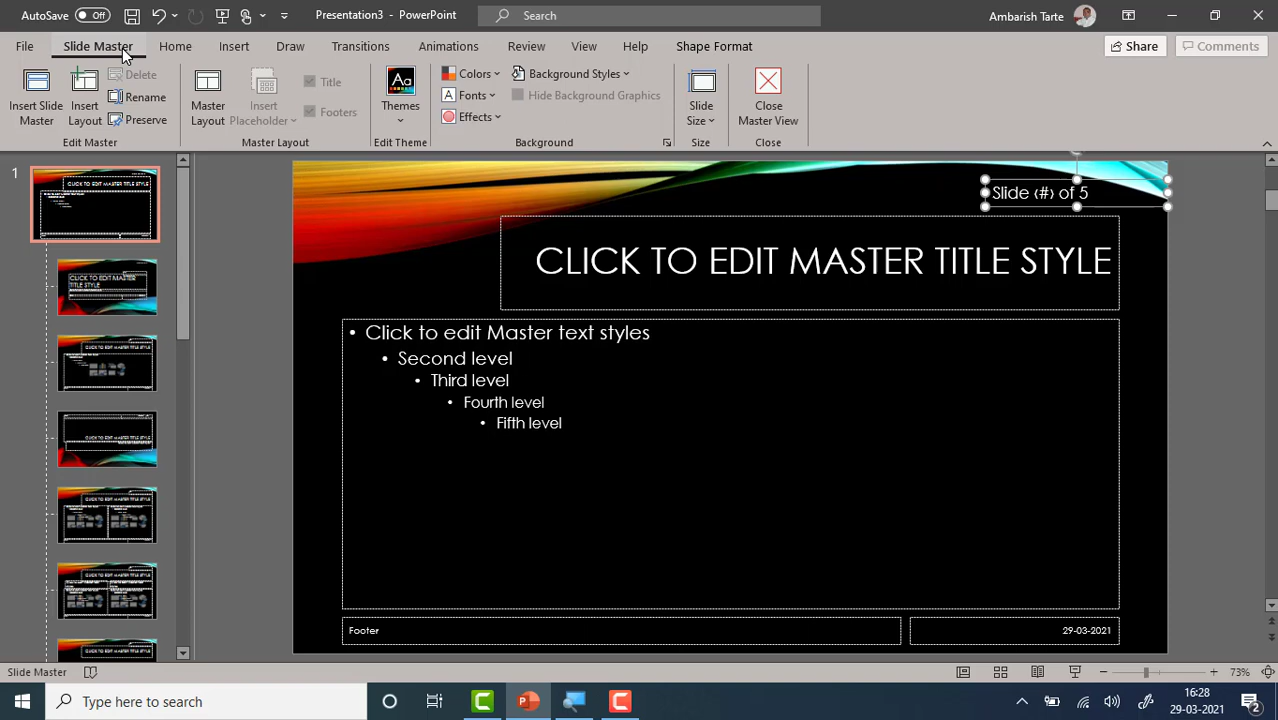 AutoSave Off Presentation3 - PowerPoint Search Ambarish Tarte
File Slide Master Home Insert Draw Transitions Animations Review View Help Shape Format Share Comments
Insert Slide Master
Insert Layout
Delete
Rename
Preserve
Edit Master
Master Layout
Insert Placeholder
Title
Footers
Master Layout
Aa
Themes
Edit Theme
Colors
A Fonts
Effects
Background Styles
Hide Background Graphics
Background
Slide Size
Size
Close Master View
Close
1
Slide ‹#› of 5
CLICK TO EDIT MASTER TITLE STYLE
• Click to edit Master text styles
• Second level
• Third level
• Fourth level
• Fifth level
Footer
29-03-2021
Slide Master
73%
Type here to search
16:28
29-03-2021
2